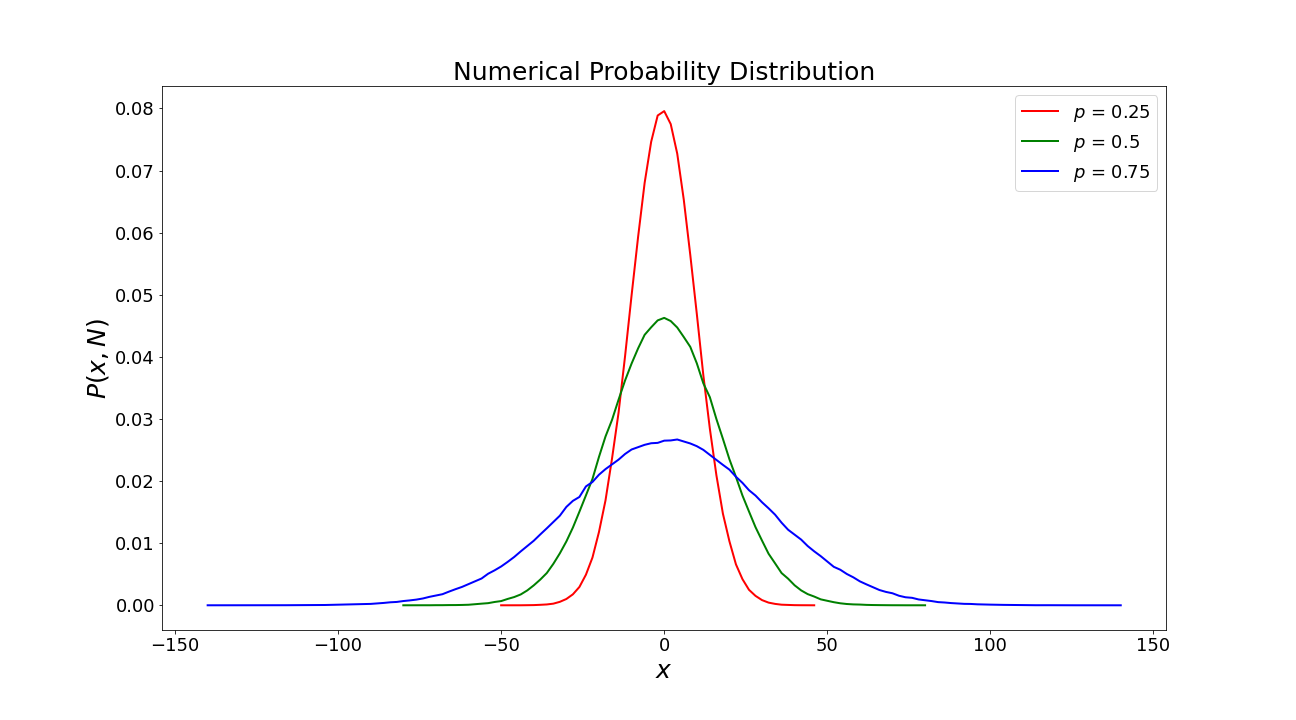 Numerical Probability Distribution
p = 0.25
p = 0.5
p = 0.75
P(x, N)
0.08
0.07
0.06
0.05
0.04
0.03
0.02
0.01
0.00
−150 −100 −50 0 50 100 150
x